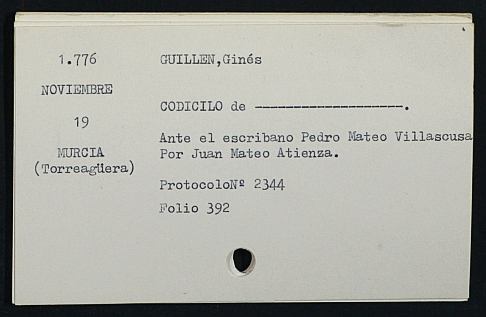 1.776
GUILLEN,Ginés
NOVIEMBRE
CODICILO de -------------------.
19
Ante el escribano Pedro Mateo Villascusa
MURCIA
Por Juan Mateo Atienza.
(Torreagüera)
ProtocoloNº 2344
Folio 392